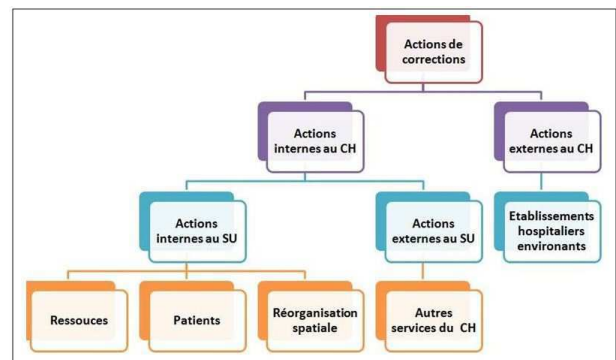 Actions de
corrections
Actions
internes au CH
Actions
externes au CH
Actions
internes au SU
Actions
externes au SU
Etablissements
hospitaliers
environants
Ressouces
Patients
Réorganisation
spatiale
Autres
services du CH